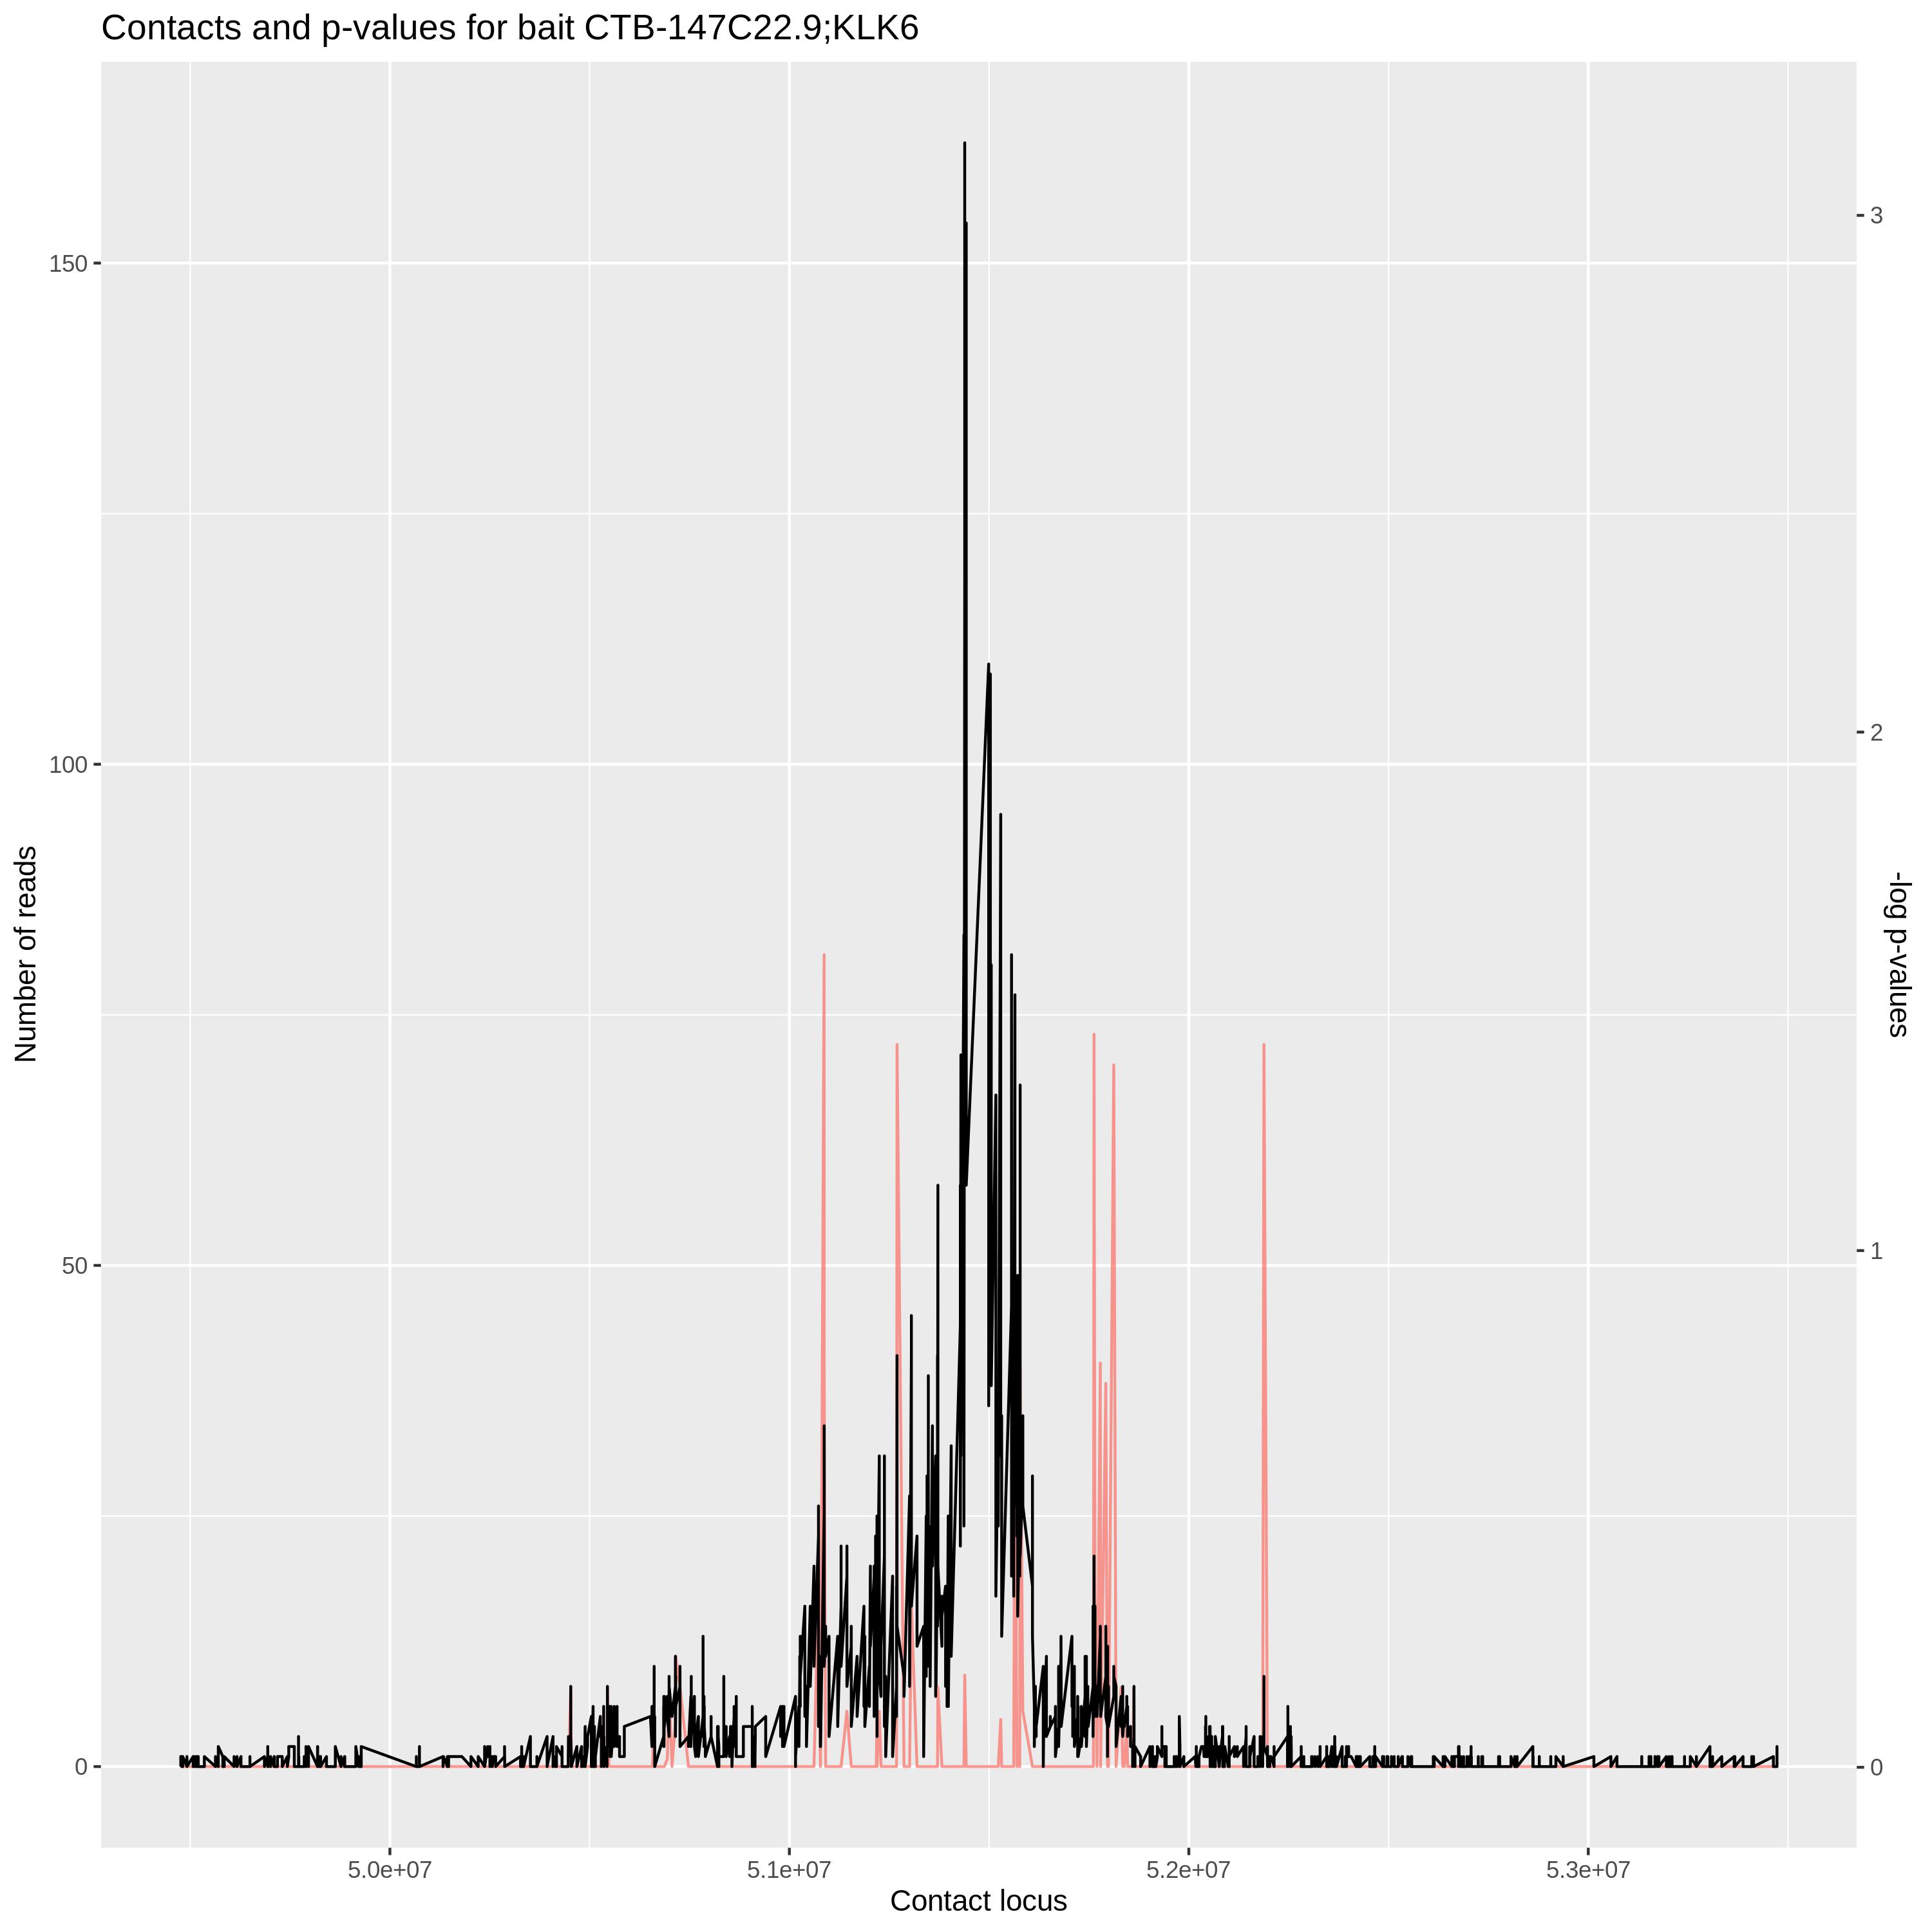 Contacts and p-values for bait CTB-147C22.9;KLK6
150
100
50
0
Number of reads
3
2
1
0
-log p-values
5.0e+07
5.1e+07
5.2e+07
5.3e+07
Contact locus